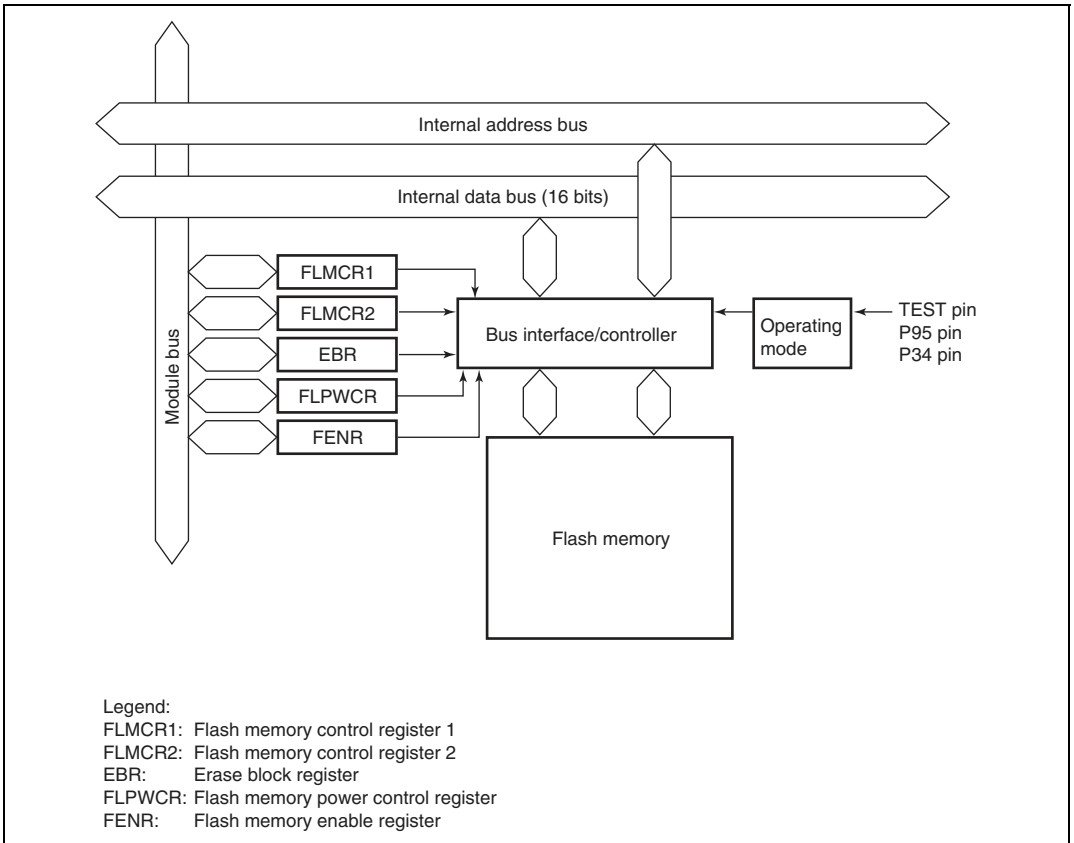 Internal address bus
Internal data bus (16 bits)
Module bus
FLMCR1
FLMCR2
EBR
FLPWCR
FENR
Bus interface/controller
Operating
mode
TEST pin
P95 pin
P34 pin
Flash memory
Legend:
FLMCR1: Flash memory control register 1
FLMCR2: Flash memory control register 2
EBR: Erase block register
FLPWCR: Flash memory power control register
FENR: Flash memory enable register